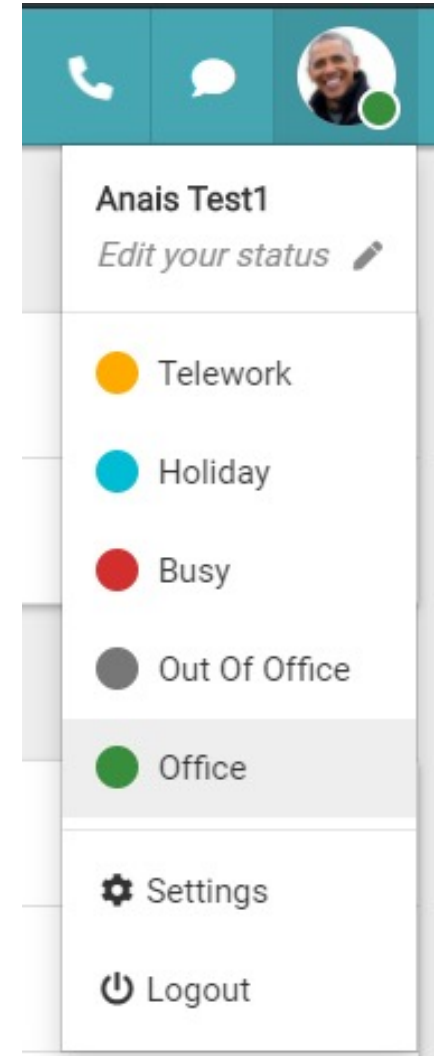 Anais Test1
Edit your status
Telework
Holiday
Busy
Out Of Office
Office
Settings
Logout